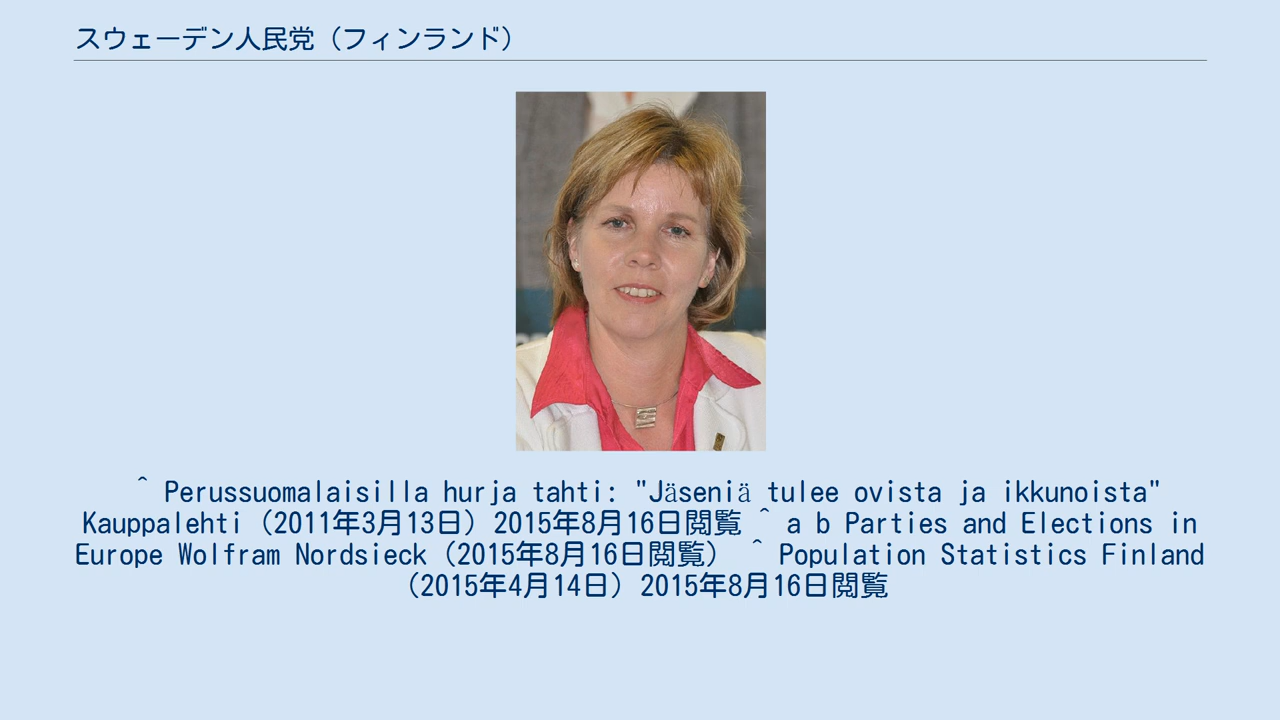 スウェーデン人民党（フィンランド）
^ Perussuomalaisilla hurja tahti: "Jäseniä tulee ovista ja ikkunoista"
Kauppalehti（2011年3月13日）2015年8月16日閲覧 ^ a b Parties and Elections in
Europe Wolfram Nordsieck（2015年8月16日閲覧） ^ Population Statistics Finland
（2015年4月14日）2015年8月16日閲覧